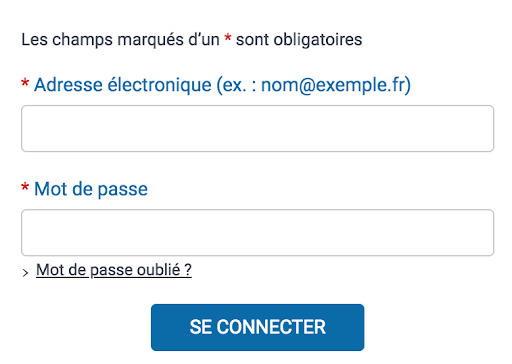 Les champs marqués d’un * sont obligatoires
* Adresse électronique (ex. : nom@exemple.fr)
* Mot de passe
> Mot de passe oublié ?
SE CONNECTER